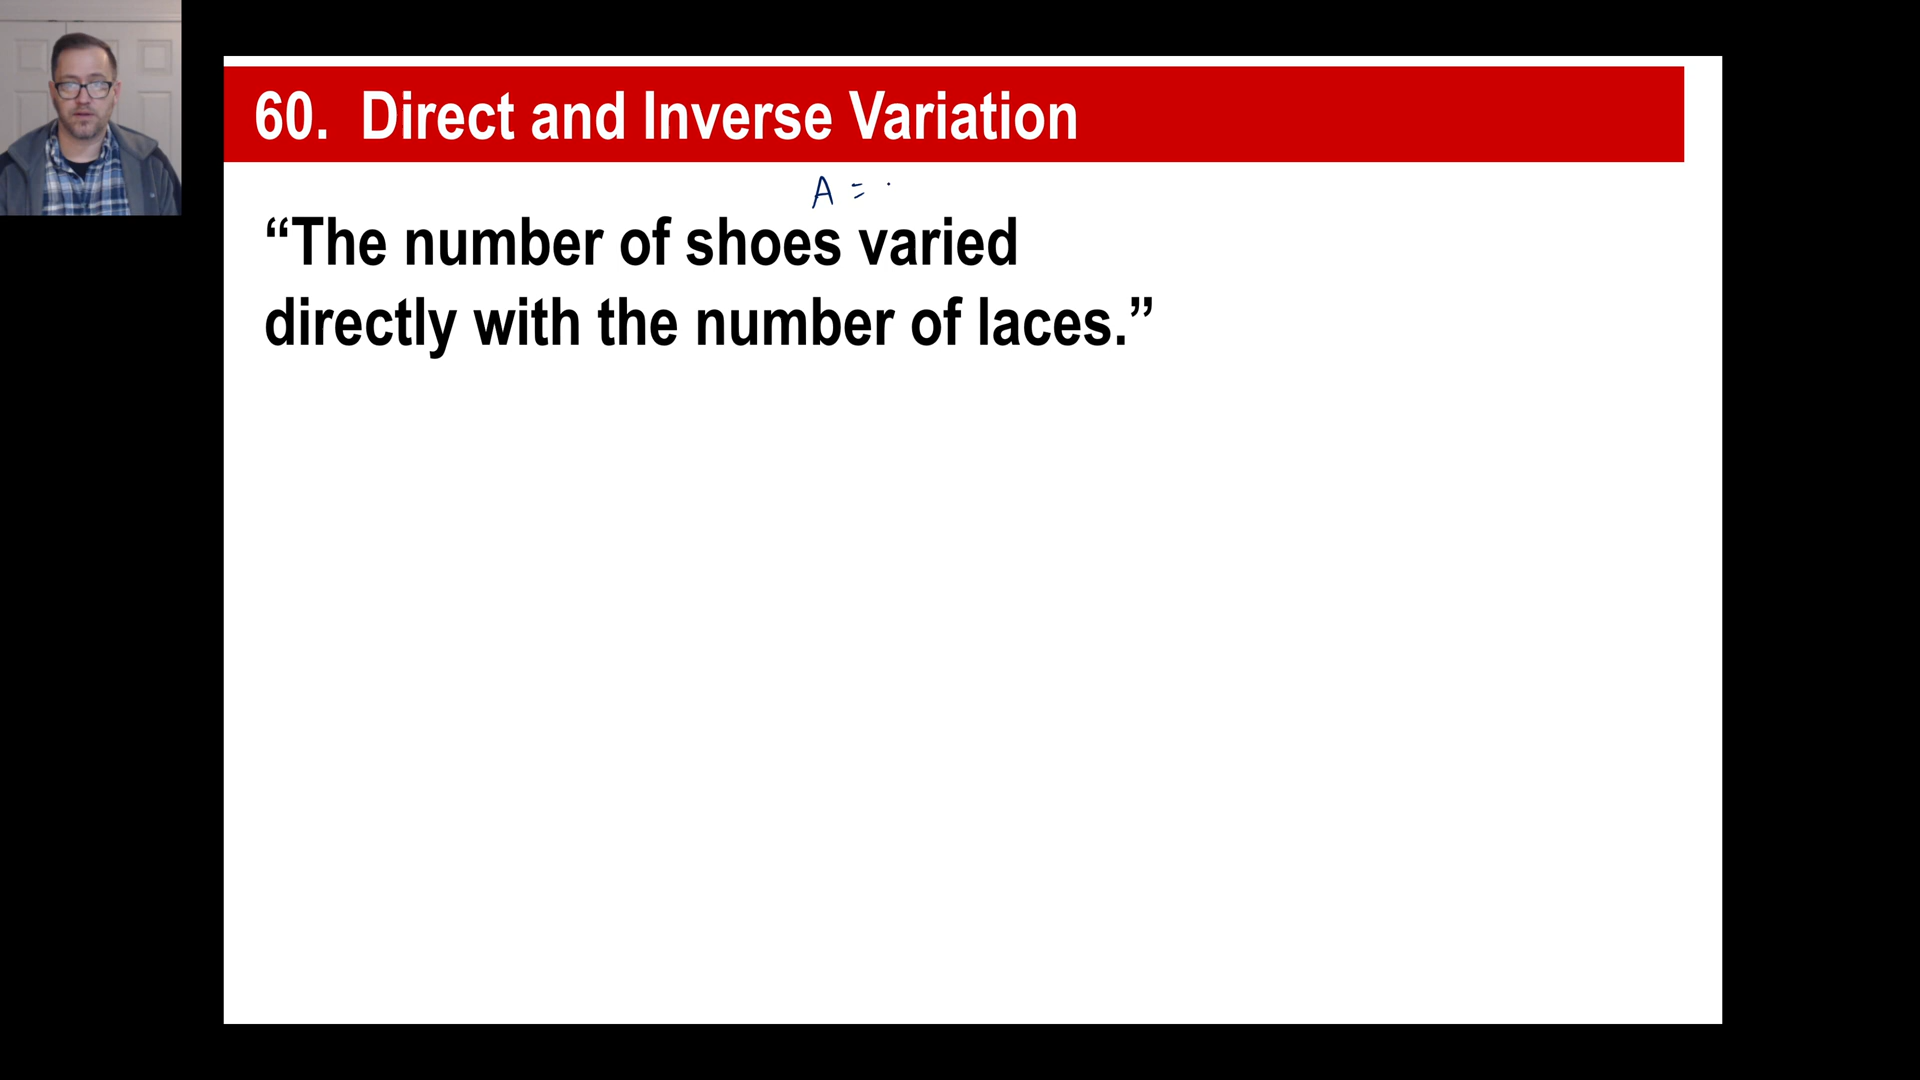 60. Direct and Inverse Variation
A =
“The number of shoes varied
directly with the number of laces.”